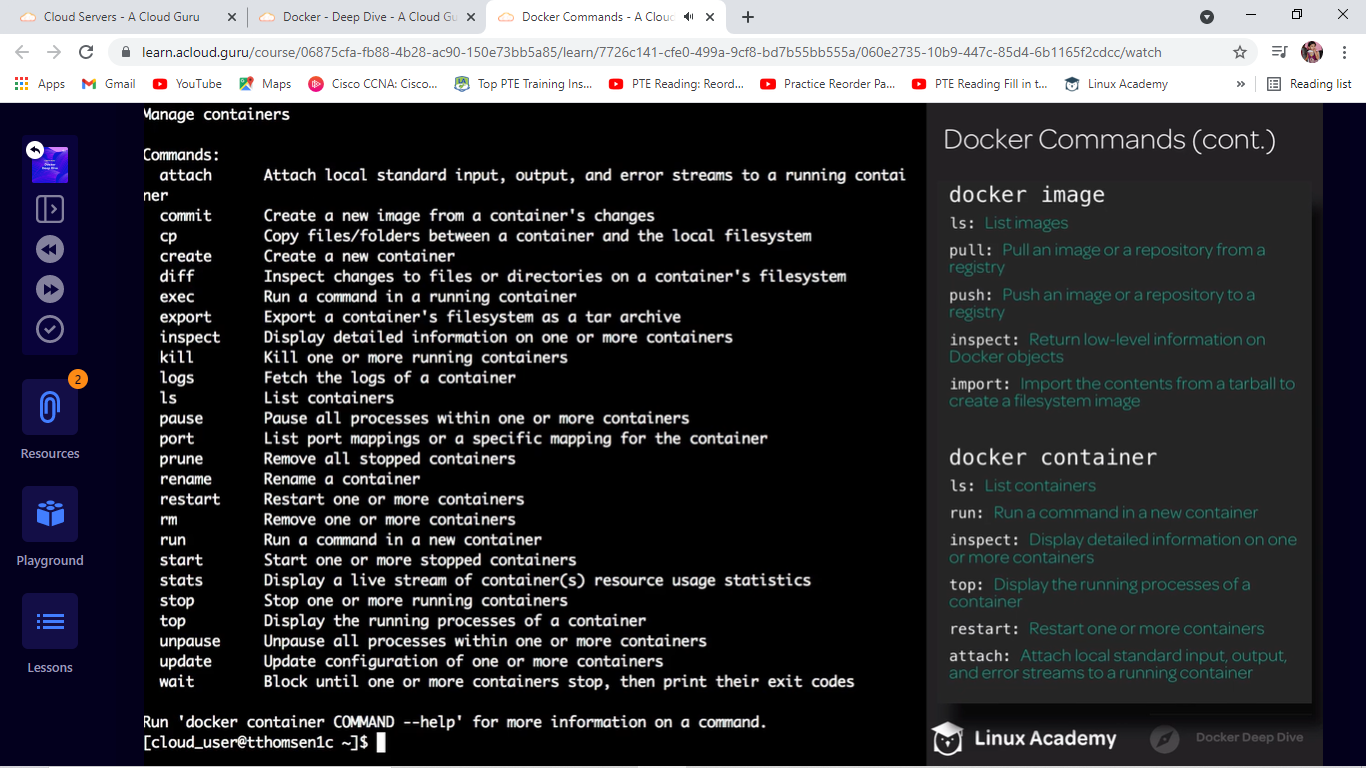 Cloud Servers - A Cloud Guru
Docker - Deep Dive - A Cloud Gu
Docker Commands - A Cloud
learn.acloud.guru/course/06875cfa-fb88-4b28-ac90-150e73bb5a85/learn/7726c141-cfe0-499a-9cf8-bd7b55bb555a/060e2735-10b9-447c-85d4-6b1165f2cdcc/watch
Apps
Gmail
YouTube
Maps
Cisco CCNA: Cisco...
Top PTE Training Ins...
PTE Reading: Reord...
Practice Reorder Pa...
PTE Reading Fill in t...
Linux Academy
»
Reading list
Docker
Deep Dive
2
Resources
Playground
Lessons
Manage containers
Commands:
attach Attach local standard input, output, and error streams to a running contai
ner
commit Create a new image from a container's changes
cp Copy files/folders between a container and the local filesystem
create Create a new container
diff Inspect changes to files or directories on a container's filesystem
exec Run a command in a running container
export Export a container's filesystem as a tar archive
inspect Display detailed information on one or more containers
kill Kill one or more running containers
logs Fetch the logs of a container
ls List containers
pause Pause all processes within one or more containers
port List port mappings or a specific mapping for the container
prune Remove all stopped containers
rename Rename a container
restart Restart one or more containers
rm Remove one or more containers
run Run a command in a new container
start Start one or more stopped containers
stats Display a live stream of container(s) resource usage statistics
stop Stop one or more running containers
top Display the running processes of a container
unpause Unpause all processes within one or more containers
update Update configuration of one or more containers
wait Block until one or more containers stop, then print their exit codes
Run 'docker container COMMAND --help' for more information on a command.
[cloud_user@tthomsen1c ~]$
Docker Commands (cont.)
docker image
ls: List images
pull: Pull an image or a repository from a
registry
push: Push an image or a repository to a
registry
inspect: Return low-level information on
Docker objects
import: Import the contents from a tarball to
create a filesystem image
docker container
ls: List containers
run: Run a command in a new container
inspect: Display detailed information on one
or more containers
top: Display the running processes of a
container
restart: Restart one or more containers
attach: Attach local standard input, output,
and error streams to a running container
Linux Academy
Docker Deep Dive